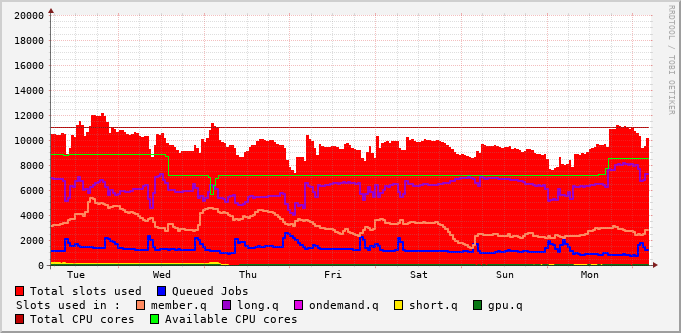 20000
18000
16000
14000
12000
10000
8000
6000
4000
2000
0
Tue Wed Thu Fri Sat Sun Mon
RRDTOOL / TOBI OETIKER
Total slots used Queued Jobs
Slots used in : member.q long.q ondemand.q short.q gpu.q
Total CPU cores Available CPU cores